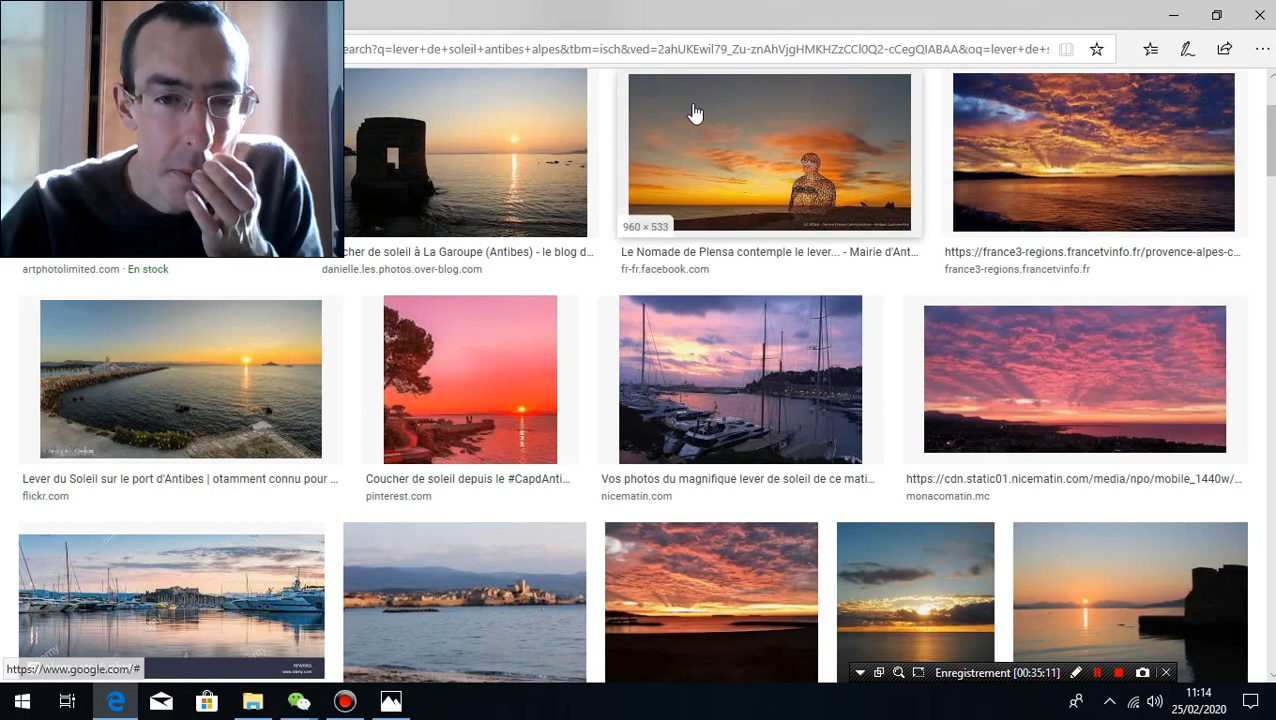 search?q=lever+de+soleil+antibes+alpes&tbm=isch&ved=2ahUKEwil79_Zu-znAhVjgHMKHZzCCl0Q2-cCegQIABAA&oq=lever+de+s
960 × 533
cher de soleil à La Garoupe (Antibes) - le blog d...
Le Nomade de Plensa contemple le lever... - Mairie d'Ant...
https://france3-regions.francetvinfo.fr/provence-alpes-c...
artphotolimited.com · En stock
danielle.les.photos.over-blog.com
fr-fr.facebook.com
france3-regions.francetvinfo.fr
Lever du Soleil sur le port d'Antibes | otamment connu pour ...
Coucher de soleil depuis le #CapdAnti...
Vos photos du magnifique lever de soleil de ce mati...
https://cdn.static01.nicematin.com/media/npo/mobile_1440w/...
flickr.com
pinterest.com
nicematin.com
monacomatin.mc
https://www.google.com/#
Enregistrement [00:35:11]
11:14
25/02/2020